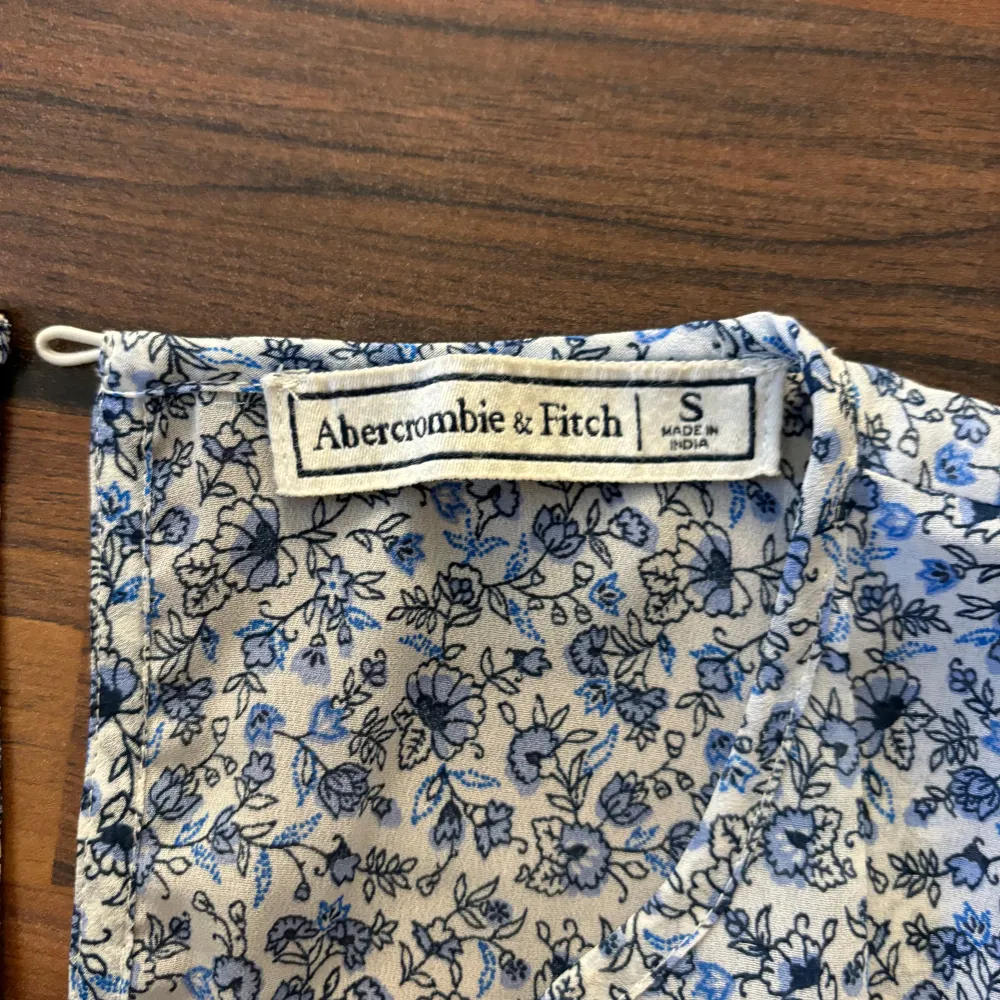 Abercrombie & Fitch
S
MADE IN
INDIA